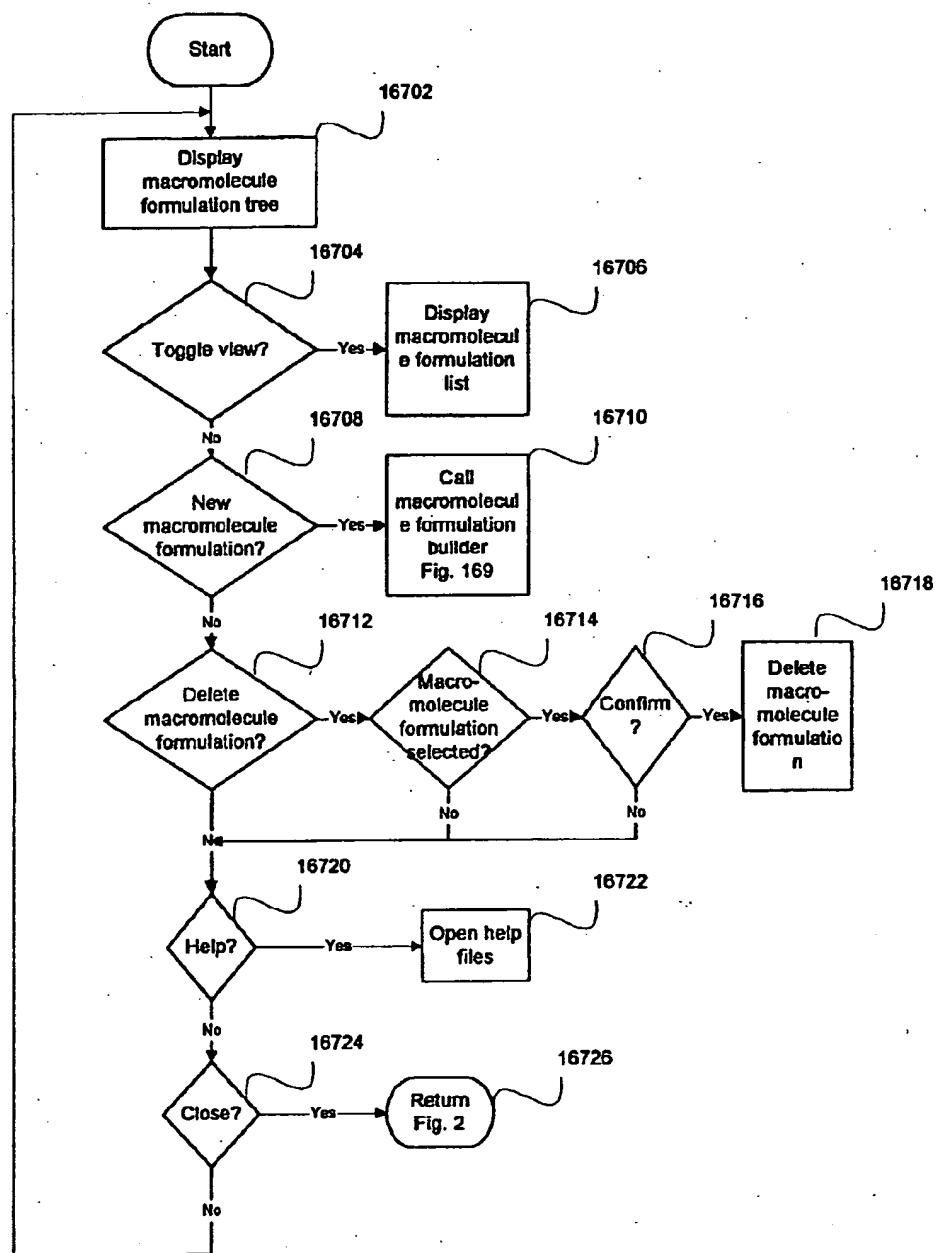 Start
16702
Display
macromolecule
formulation tree
16704
16706
Toggle view?
Yes
Display
macromolecul
e formulation
list
No
16708
16710
New
macromolecule
formulation?
Yes
Call
macromolecul
e formulation
builder
Fig. 169
No
16712
16714
16716
16718
Delete
macromolecule
formulation?
Yes
Macro-
molecule
formulation
selected?
Yes
Confirm
?
Yes
Delete
macro-
molecule
formulatio
n
No
No
N
16720
16722
Help?
Yes
Open help
files
No
16724
16726
Close?
Yes
Return
Fig. 2
No